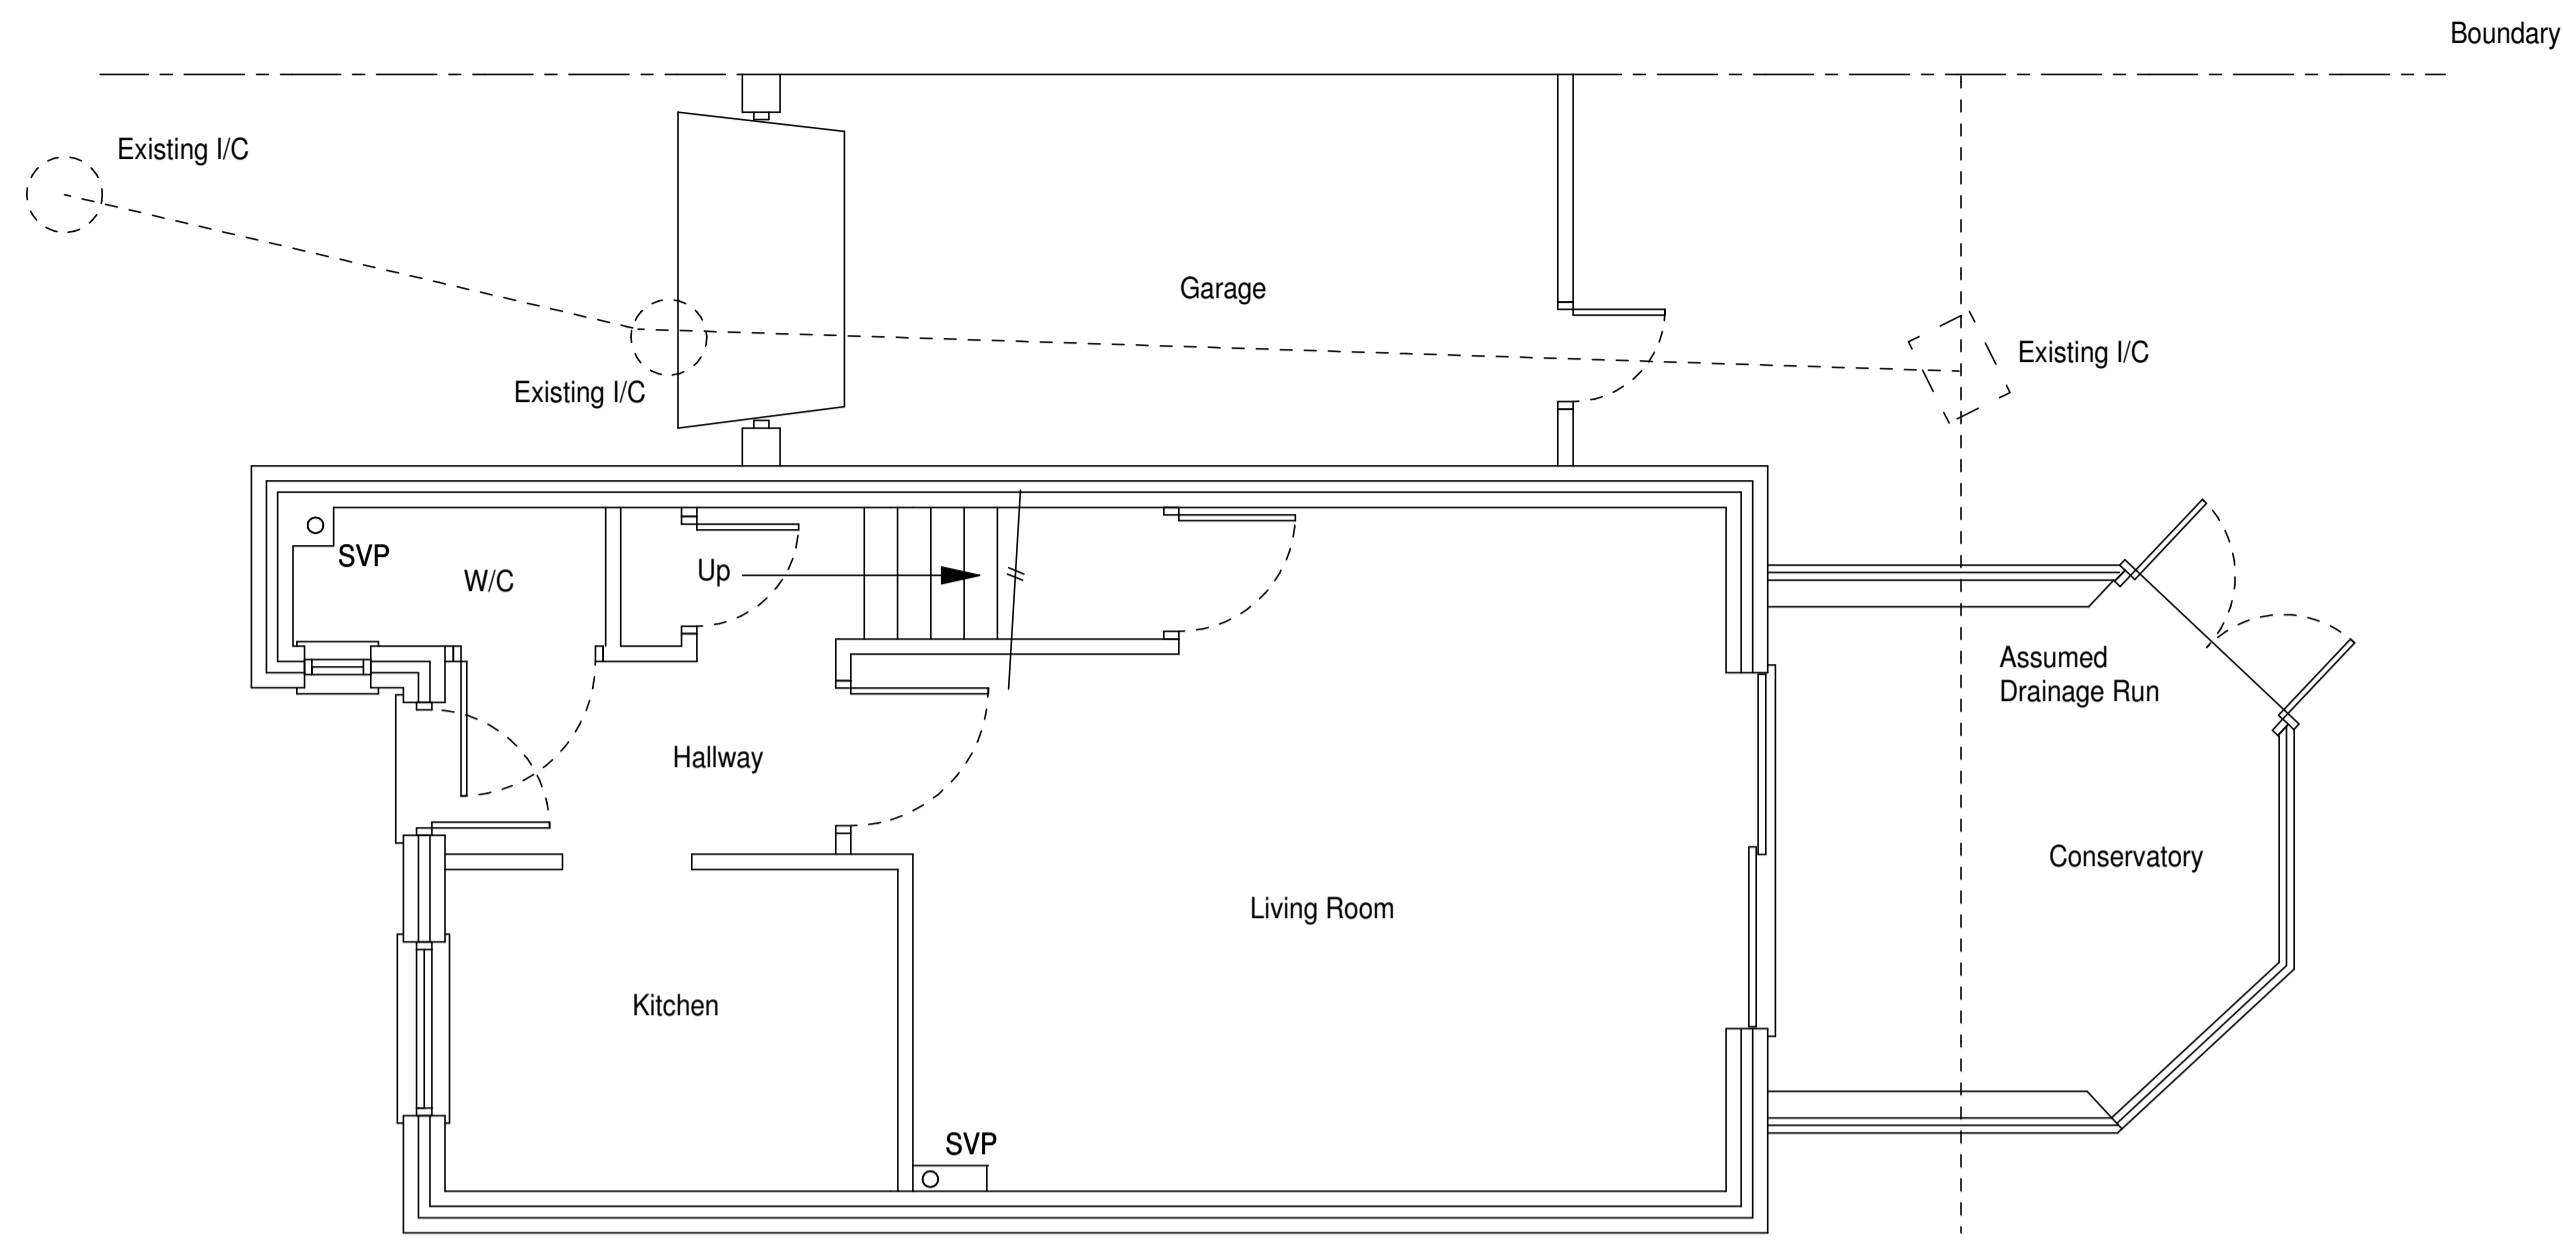 Boundary
Existing I/C
Garage
Existing I/C
Existing I/C
SVP
W/C
Up
Assumed
Drainage Run
Hallway
Conservatory
Living Room
Kitchen
SVP